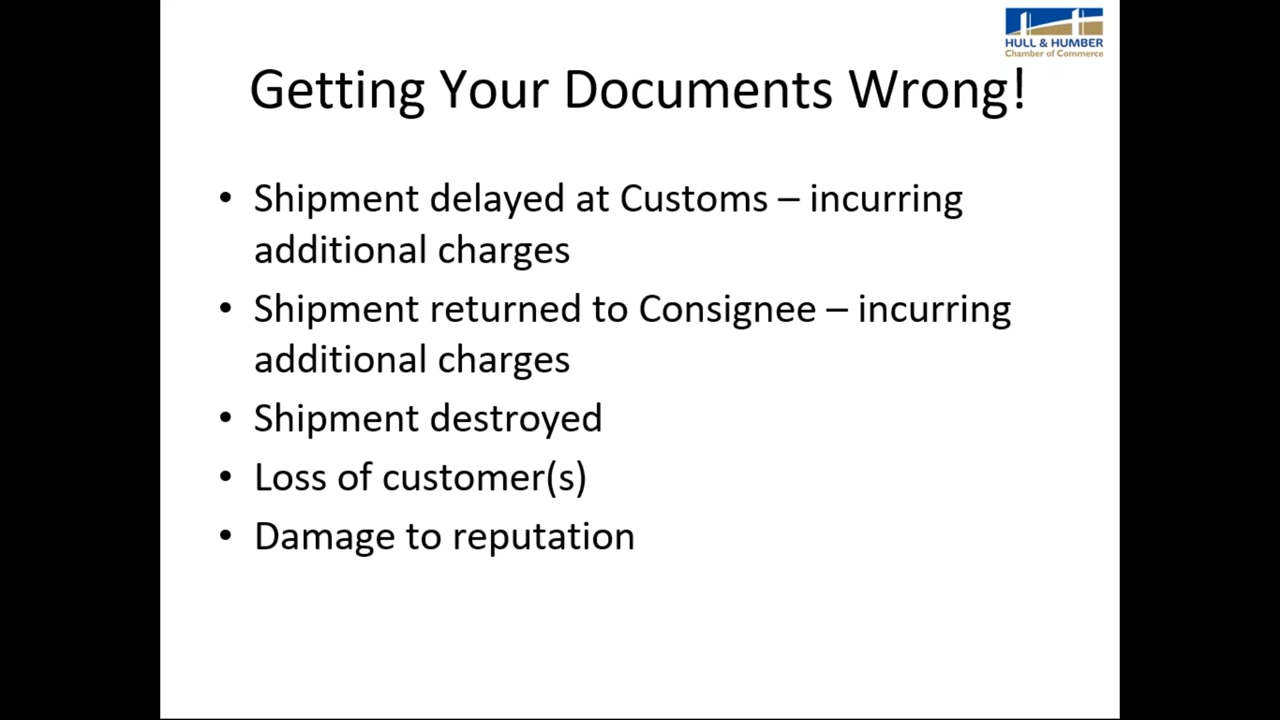 HULL & HUMBER
Chamber of Commerce
Getting Your Documents Wrong!
• Shipment delayed at Customs – incurring
additional charges
• Shipment returned to Consignee – incurring
additional charges
• Shipment destroyed
• Loss of customer(s)
• Damage to reputation